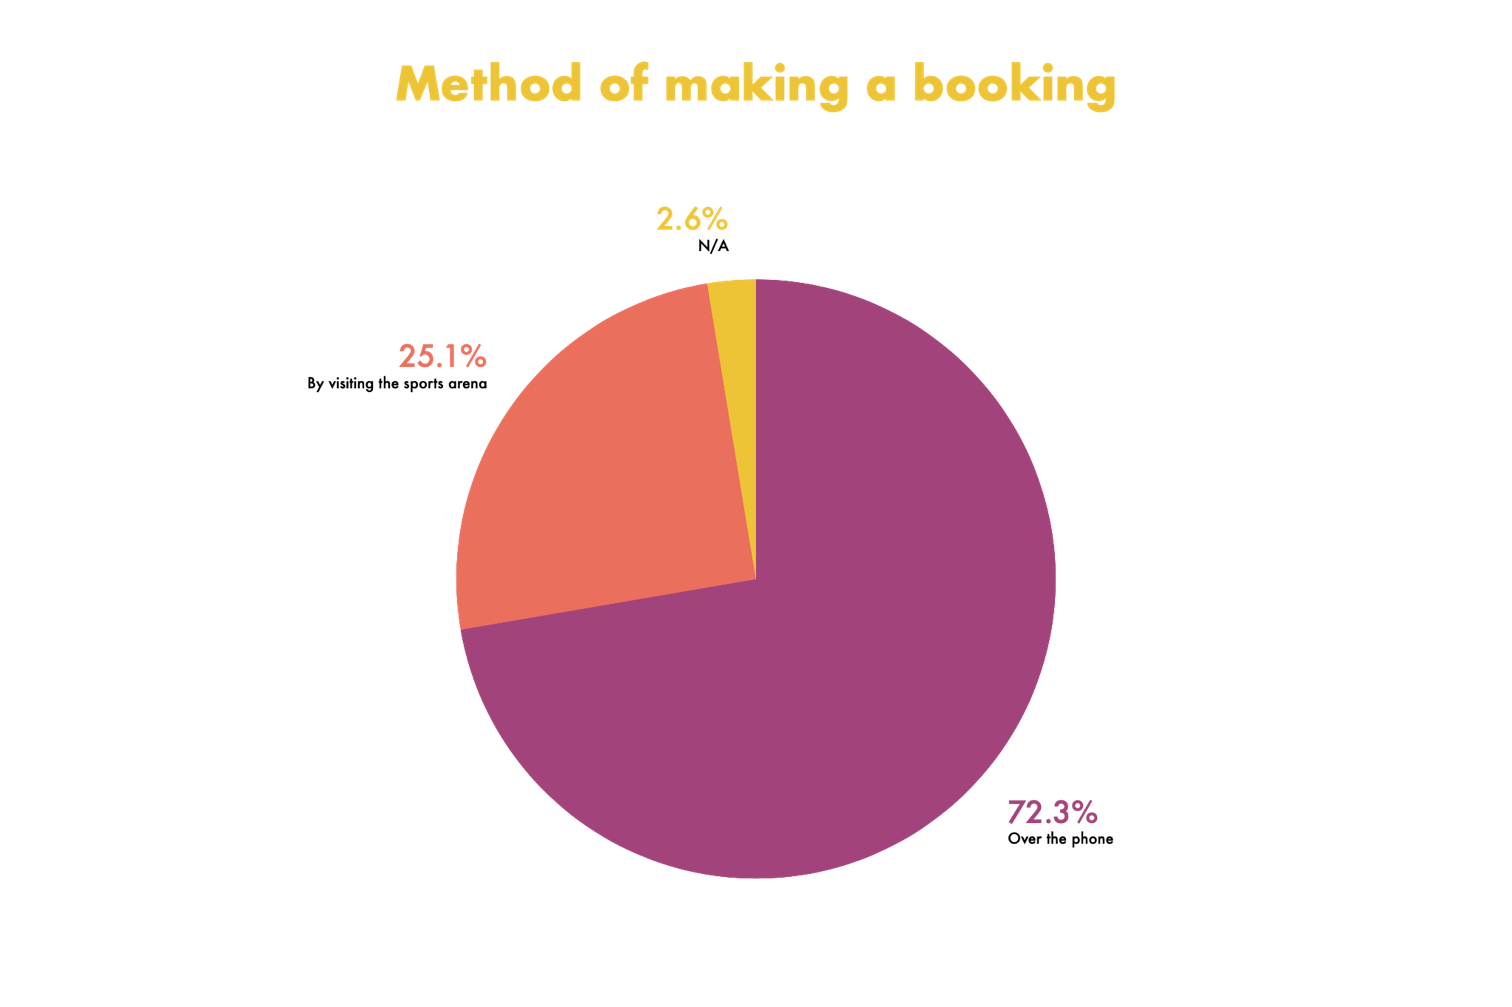 Method of making a booking
2.6%
N/A
25.1%
By visiting the sports arena
72.3%
Over the phone